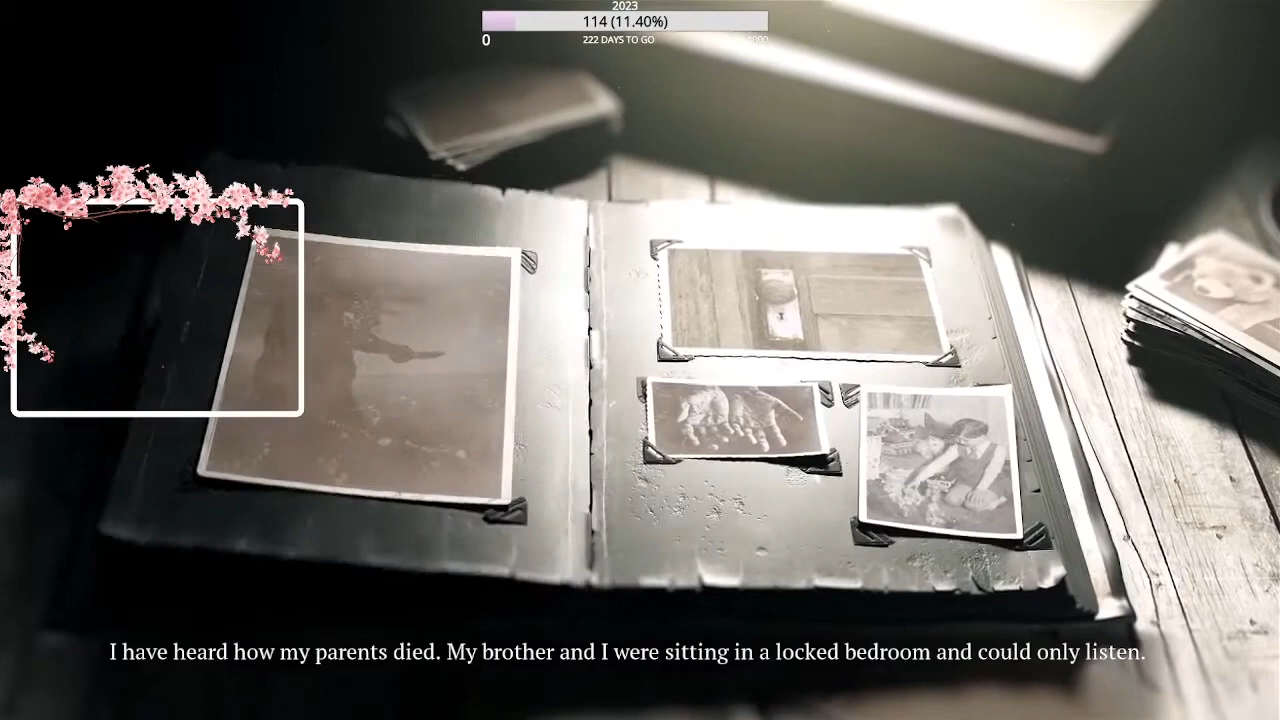 2023
114 (11.40%)
0
222 DAYS TO GO
1000
I have heard how my parents died. My brother and I were sitting in a locked bedroom and could only listen.